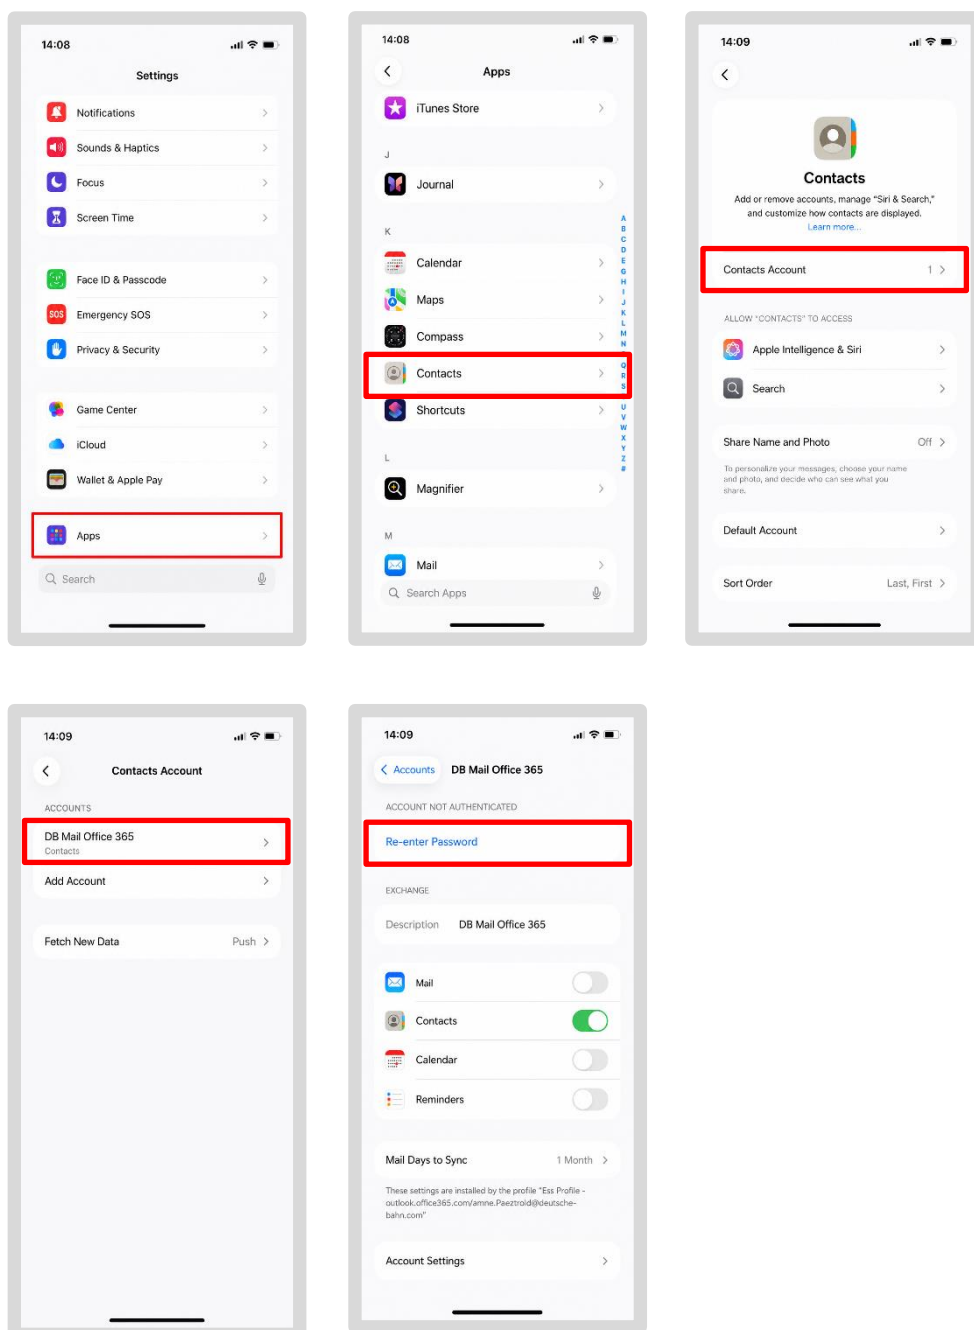 14:08
Settings
Notifications
Sounds & Haptics
Focus
Screen Time
Face ID & Passcode
SOS
Emergency SOS
Privacy & Security
Game Center
iCloud
Wallet & Apple Pay
Apps
Search
14:08
Apps
iTunes Store
J
Journal
K
Calendar
Maps
Compass
Contacts
Shortcuts
L
Magnifier
M
Mail
Search Apps
A
B
C
D
E
F
G
H
I
J
K
L
M
N
Q
R
S
U
V
W
X
Y
Z
#
14:09
Contacts
Add or remove accounts, manage “Siri & Search,”
and customize how contacts are displayed.
Learn more...
Contacts Account 1
ALLOW “CONTACTS” TO ACCESS
Apple Intelligence & Siri
Search
Share Name and Photo Off
To personalize your messages, choose your name
and photo, and decide who can see what you
share.
Default Account
Sort Order Last, First
14:09
Contacts Account
ACCOUNTS
DB Mail Office 365
Contacts
Add Account
Fetch New Data Push
14:09
Accounts DB Mail Office 365
ACCOUNT NOT AUTHENTICATED
Re-enter Password
EXCHANGE
Description DB Mail Office 365
Mail
Contacts
Calendar
Reminders
Mail Days to Sync 1 Month
These settings are installed by the profile “Ess Profile -
outlook.office365.com/amne.Paeztrold@deutsche-
bahn.com”
Account Settings